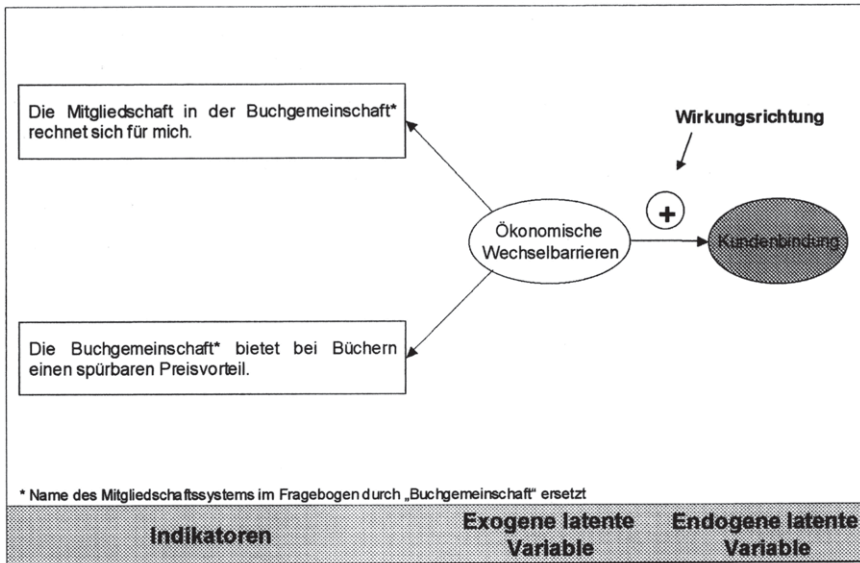 Die Mitgliedschaft in der Buchgemeinschaft*
rechnet sich für mich.
Wirkungsrichtung
+
Ökonomische
Wechselbarrieren
Kundenbindung
Die Buchgemeinschaft* bietet bei Büchern
einen spürbaren Preisvorteil.
* Name des Mitgliedschaftssystems im Fragebogen durch „Buchgemeinschaft“ ersetzt
Indikatoren
Exogene latente
Variable
Endogene latente
Variable